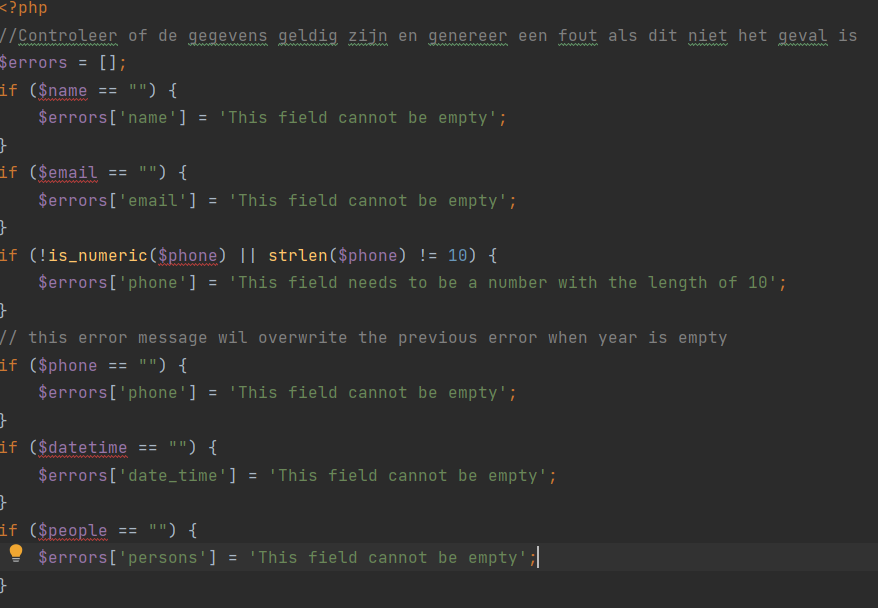 <?php
//Controleer of de gegevens geldig zijn en genereer een fout als dit niet het geval is
$errors = [];
if ($name == "") {
    $errors['name'] = 'This field cannot be empty';
}
if ($email == "") {
    $errors['email'] = 'This field cannot be empty';
}
if (!is_numeric($phone) || strlen($phone) != 10) {
    $errors['phone'] = 'This field needs to be a number with the length of 10';
}
// this error message wil overwrite the previous error when year is empty
if ($phone == "") {
    $errors['phone'] = 'This field cannot be empty';
}
if ($datetime == "") {
    $errors['date_time'] = 'This field cannot be empty';
}
if ($people == "") {
    $errors['persons'] = 'This field cannot be empty';
}